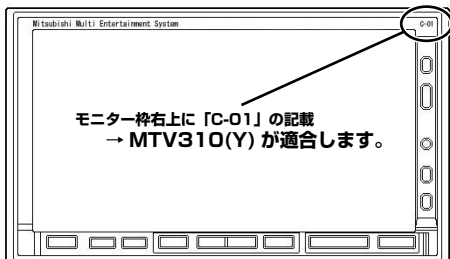 Mitsubishi Multi Entertainment System
C-01
モニター枠右上に「C-01」の記載
→ MTV310(Y) が適合します。